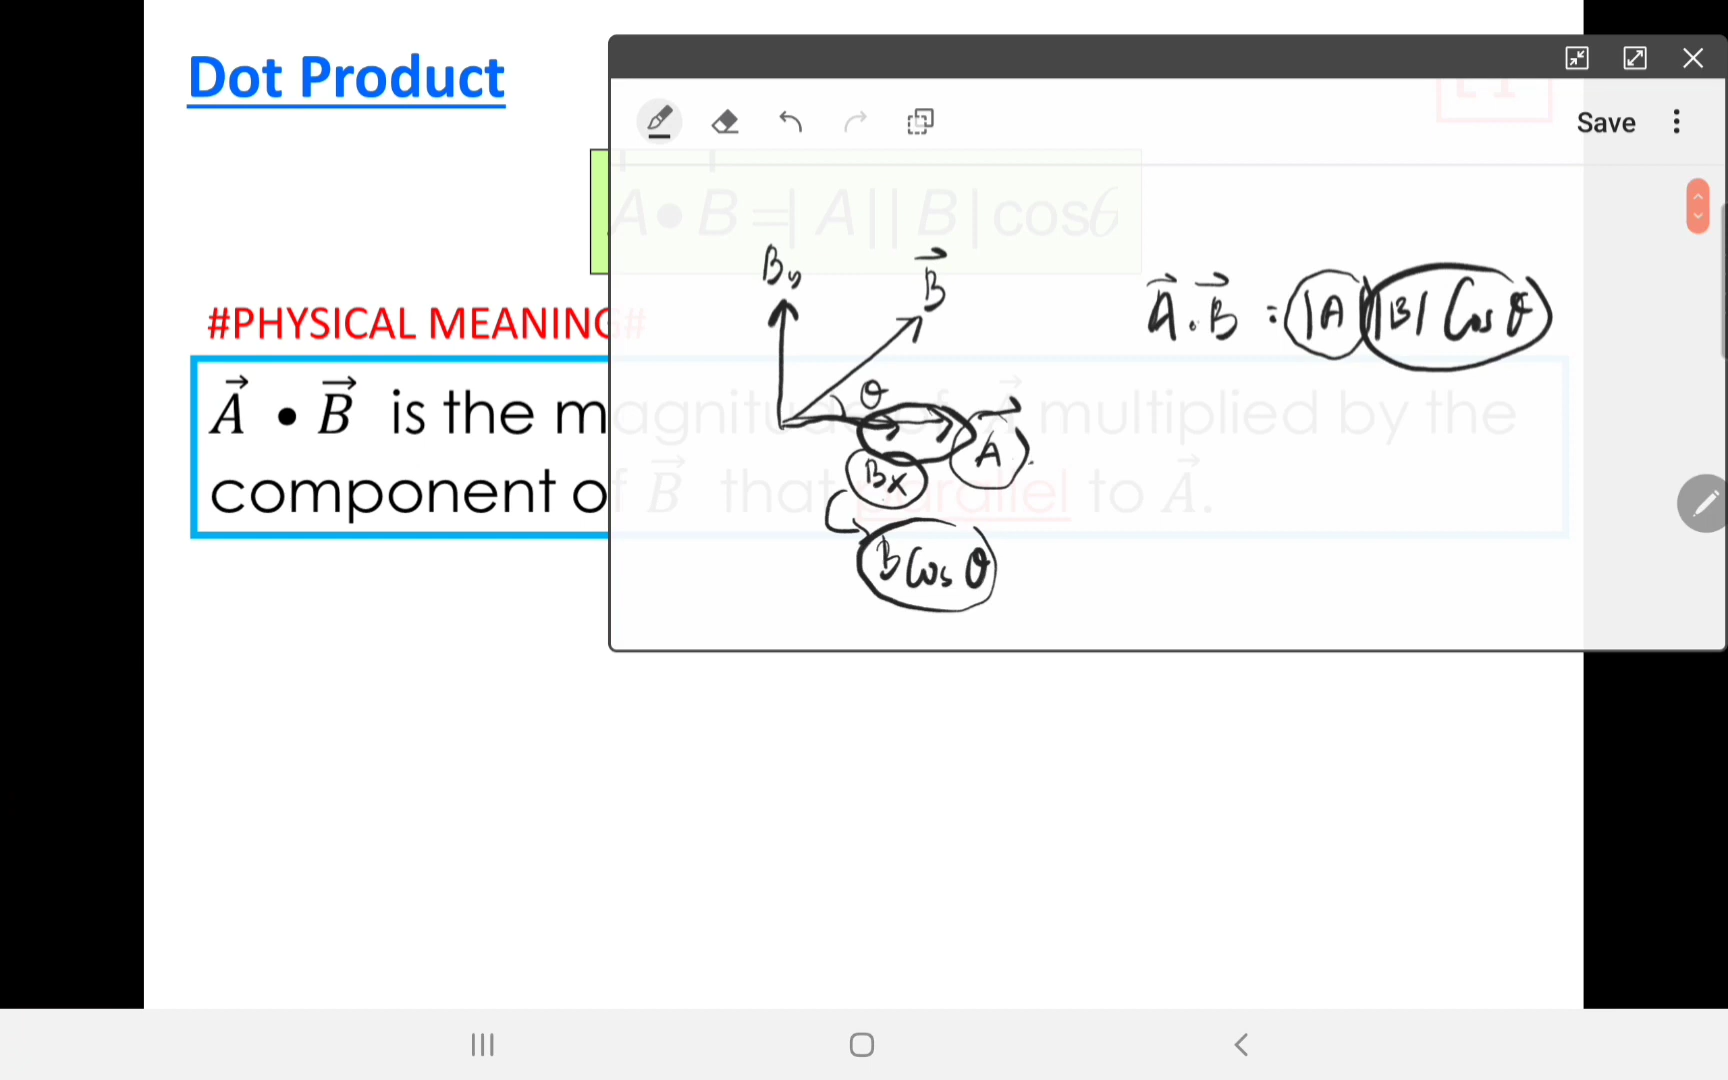 Dot Product
Save
A • B =| A || B | cosθ
#PHYSICAL MEANING#
A • B is the magnitude of A multiplied by the
component of B that parallel to A.
By
B
θ
A
Bx
B Cos θ
A . B = |A| |B| Cos θ